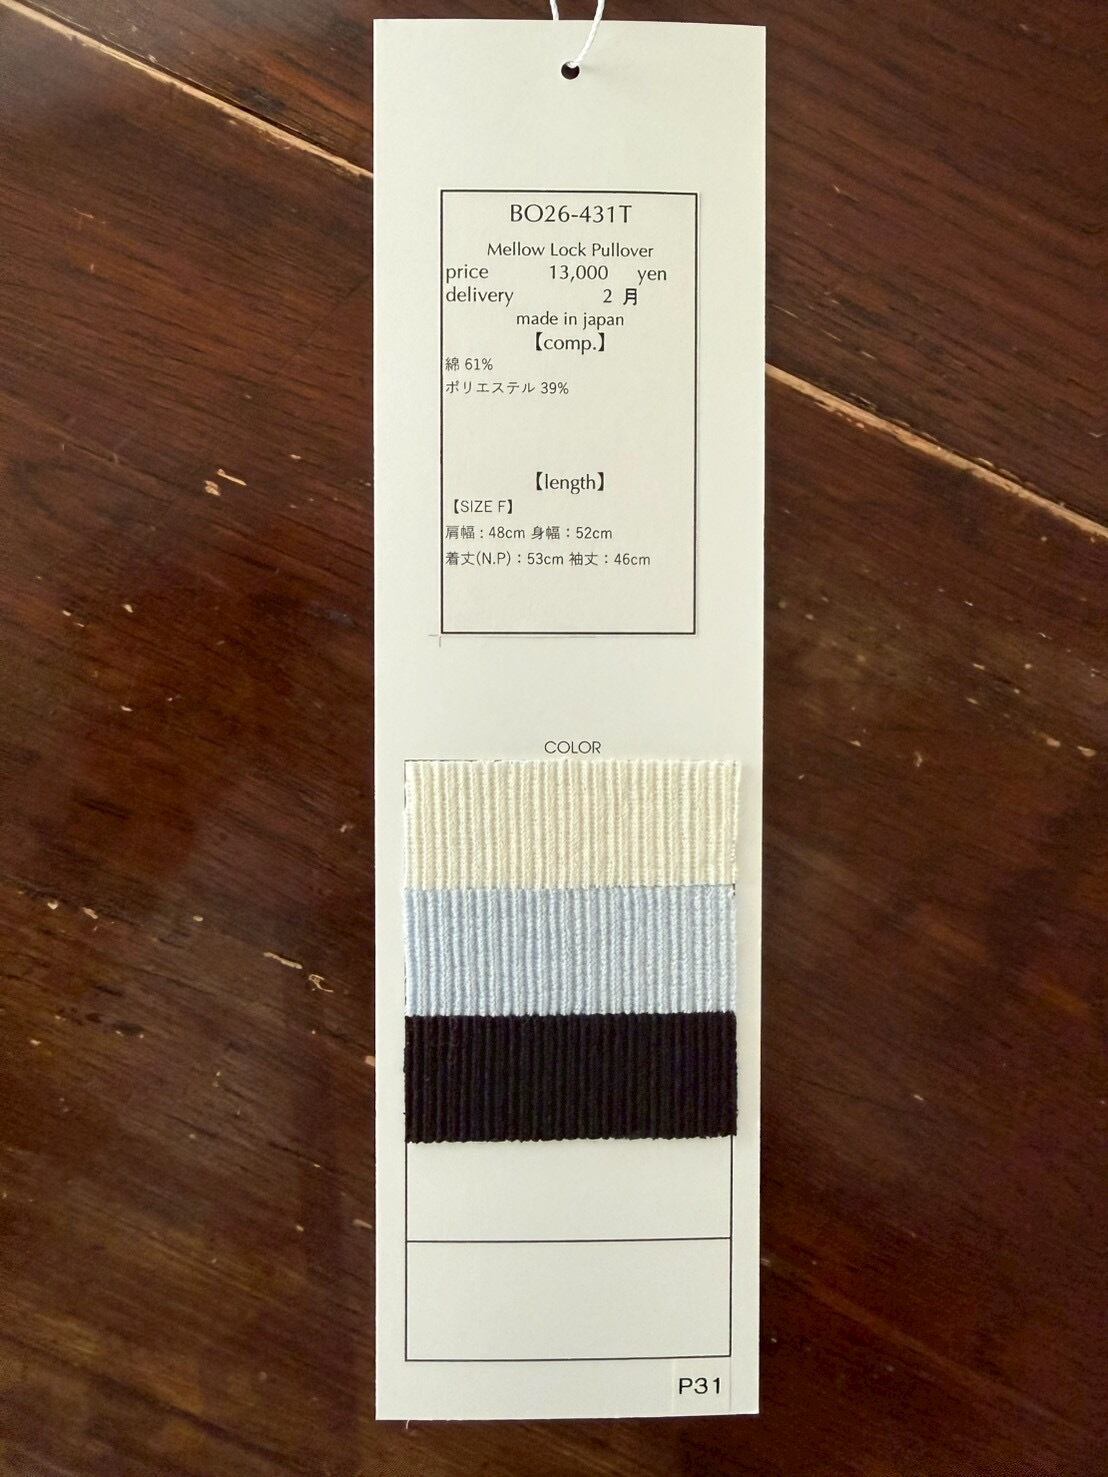 BO26-431T
Mellow Lock Pullover
price 13,000 yen
delivery 2 月
made in japan
【comp.】
綿 61%
ポリエステル 39%
【length】
【SIZE F】
肩幅：48cm 身幅：52cm
着丈(N.P)：53cm 袖丈：46cm
COLOR
P31